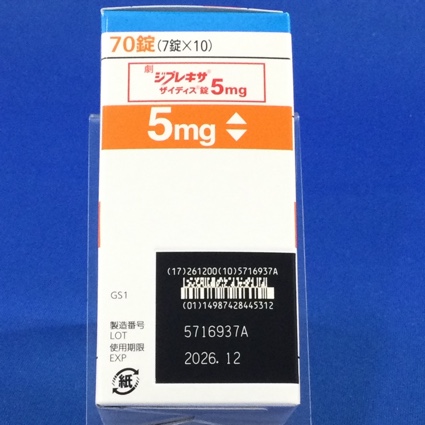 70錠(7錠×10)
劇 ジプレキサ®
ザイディス®錠5mg
5mg
(17)261200(10)5716937A
(01)14987428445312
GS1
製造番号
LOT
5716937A
使用期限
EXP
2026.12
紙